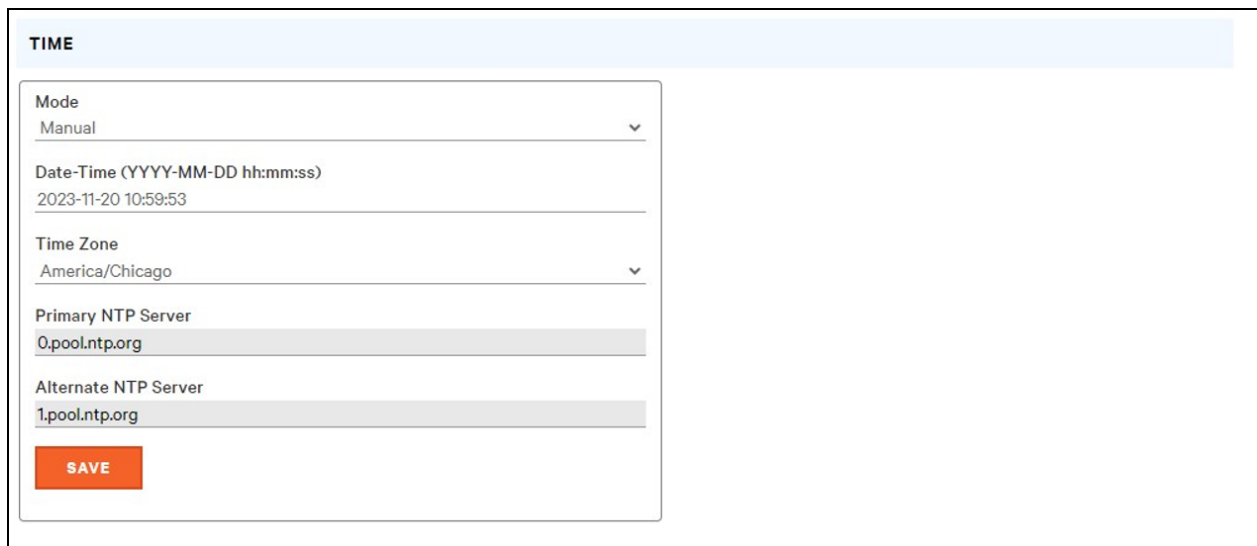 TIME
Mode
Manual
Date-Time (YYYY-MM-DD hh:mm:ss)
2023-11-20 10:59:53
Time Zone
America/Chicago
Primary NTP Server
0.pool.ntp.org
Alternate NTP Server
1.pool.ntp.org
SAVE